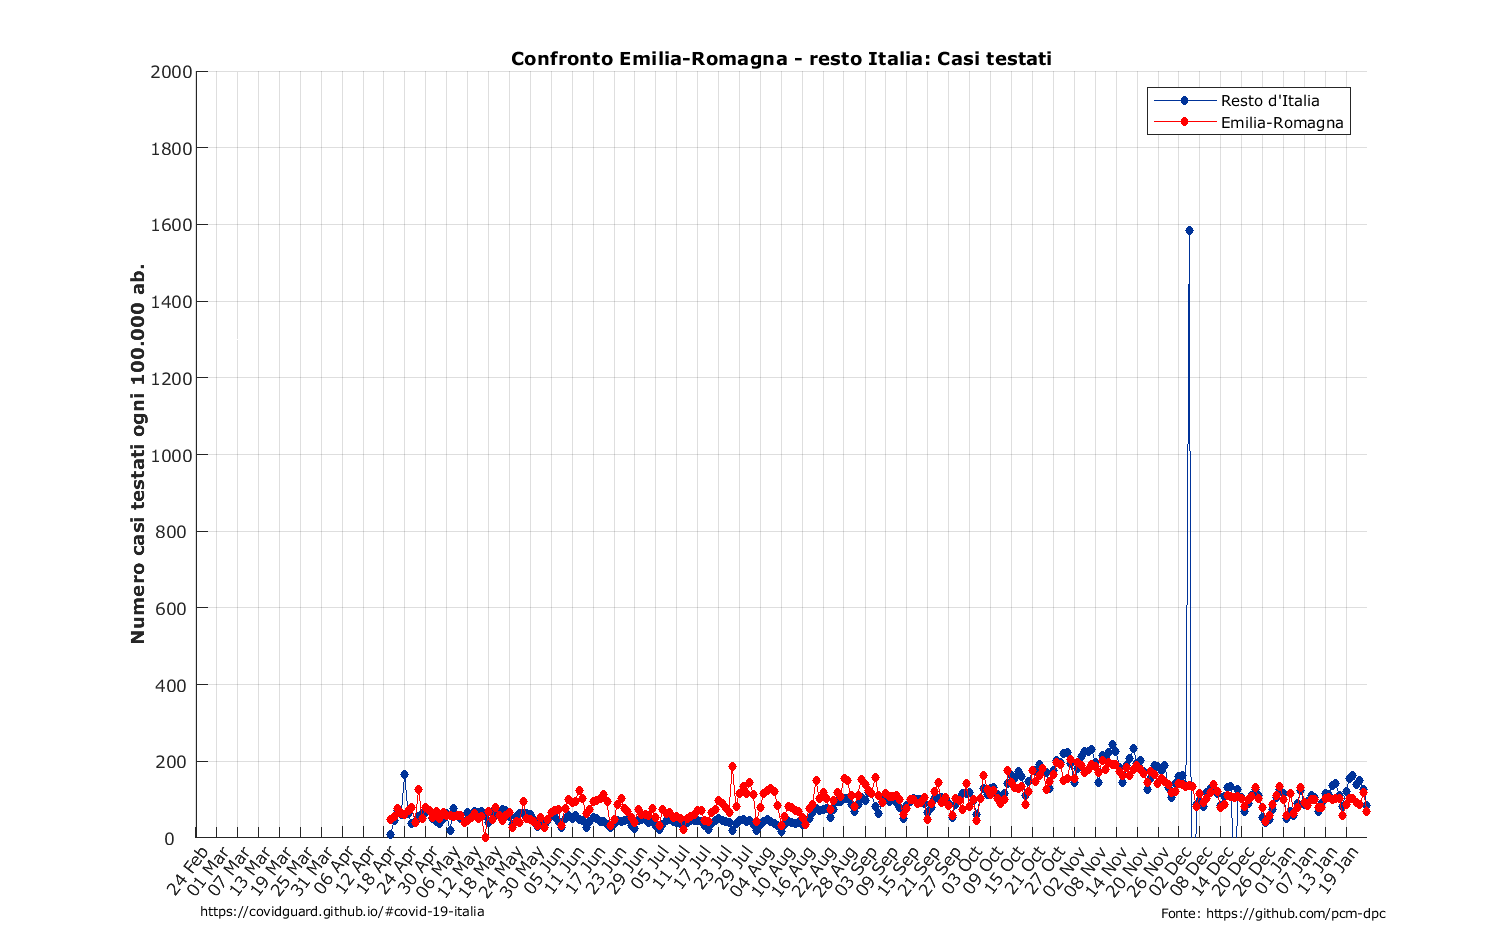 Confronto Emilia-Romagna - resto Italia: Casi testati
Resto d'Italia
Emilia-Romagna
Numero casi testati ogni 100.000 ab.
2000
1800
1600
1400
1200
1000
800
600
400
200
0
24 Feb
01 Mar
07 Mar
13 Mar
19 Mar
25 Mar
31 Mar
06 Apr
12 Apr
18 Apr
24 Apr
30 Apr
06 May
12 May
18 May
24 May
30 May
05 Jun
11 Jun
17 Jun
23 Jun
29 Jun
05 Jul
11 Jul
17 Jul
23 Jul
29 Jul
04 Aug
10 Aug
16 Aug
22 Aug
28 Aug
03 Sep
09 Sep
15 Sep
21 Sep
27 Sep
03 Oct
09 Oct
15 Oct
21 Oct
27 Oct
02 Nov
08 Nov
14 Nov
20 Nov
26 Nov
02 Dec
08 Dec
14 Dec
20 Dec
26 Dec
01 Jan
07 Jan
13 Jan
19 Jan
https://covidguard.github.io/#covid-19-italia
Fonte: https://github.com/pcm-dpc